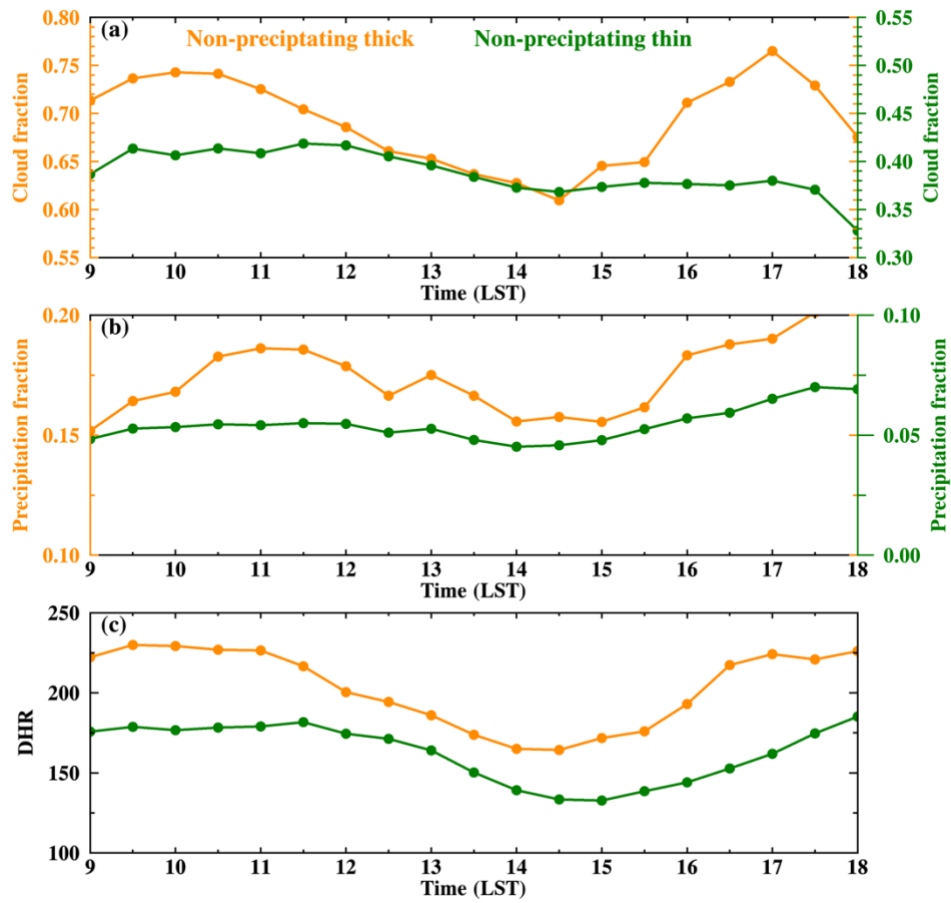 (a) Non-preciptating thick Non-preciptating thin
Cloud fraction
0.80
0.75
0.70
0.65
0.60
0.55
Cloud fraction
0.55
0.50
0.45
0.40
0.35
0.30
9 10 11 12 13 14 15 16 17 18
Time (LST)
(b)
Precipitation fraction
0.20
0.15
0.10
Precipitation fraction
0.10
0.05
0.00
9 10 11 12 13 14 15 16 17 18
Time (LST)
(c)
DHR
250
200
150
100
9 10 11 12 13 14 15 16 17 18
Time (LST)